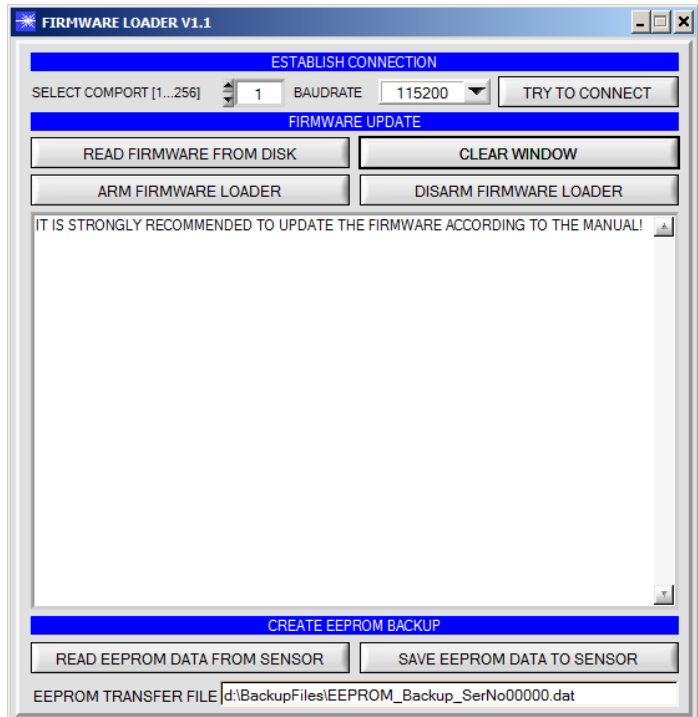 FIRMWARE LOADER V1.1
ESTABLISH CONNECTION
SELECT COMPORT [1...256] 1 BAUDRATE 115200 TRY TO CONNECT
FIRMWARE UPDATE
READ FIRMWARE FROM DISK CLEAR WINDOW
ARM FIRMWARE LOADER DISARM FIRMWARE LOADER
IT IS STRONGLY RECOMMENDED TO UPDATE THE FIRMWARE ACCORDING TO THE MANUAL!
CREATE EEPROM BACKUP
READ EEPROM DATA FROM SENSOR SAVE EEPROM DATA TO SENSOR
EEPROM TRANSFER FILE d:\BackupFiles\EEPROM_Backup_SerNo00000.dat